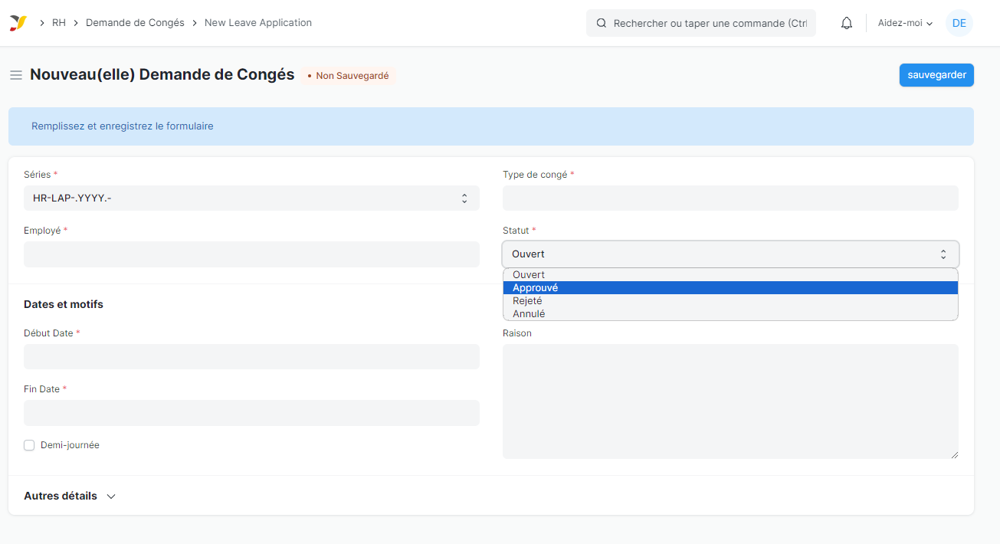 RH > Demande de Congés > New Leave Application
Rechercher ou taper une commande (Ctrl
Aidez-moi
DE
Nouveau(elle) Demande de Congés
• Non Sauvegardé
sauvegarder
Remplissez et enregistrez le formulaire
Séries *
HR-LAP-.YYYY.-
Type de congé *
Employé *
Statut *
Ouvert
Ouvert
Approuvé
Rejeté
Annulé
Dates et motifs
Début Date *
Raison
Fin Date *
Demi-journée
Autres détails